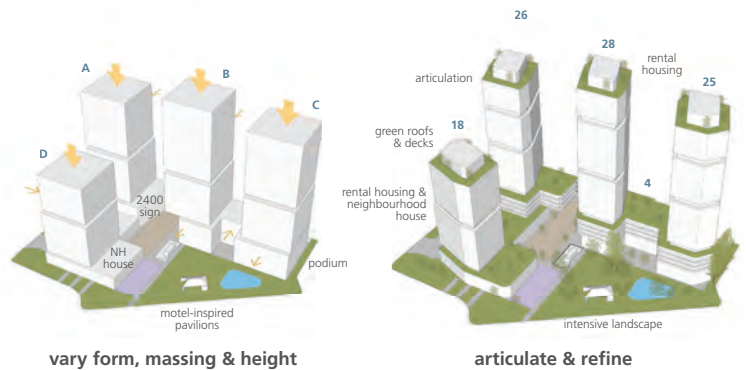 A
B
C
D
2400
sign
NH
house
podium
motel-inspired
pavilions
vary form, massing & height
26
28
rental
housing
articulation
25
green roofs
& decks
18
4
rental housing &
neighbourhood
house
intensive landscape
articulate & refine